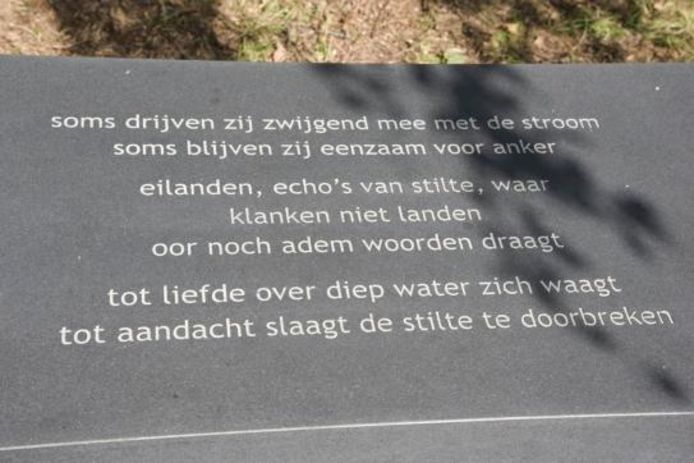 soms drijven zij zwijgend mee met de stroom
soms blijven zij eenzaam voor anker
eilanden, echo's van stilte, waar
klanken niet landen
oor noch adem woorden draagt
tot liefde over diep water zich waagt
tot aandacht slaagt de stilte te doorbreken